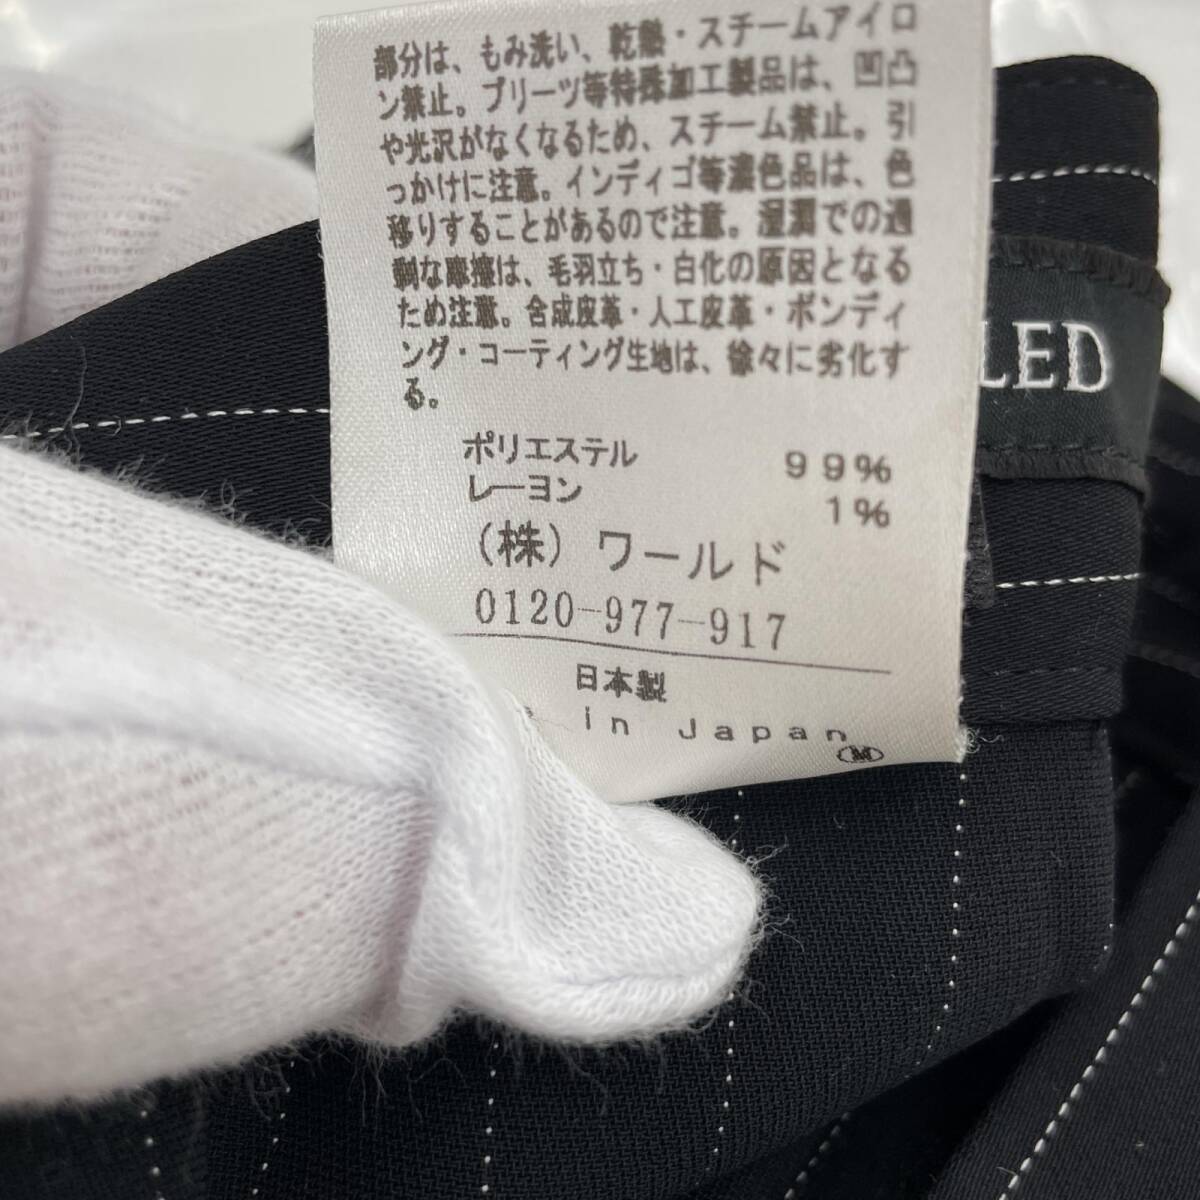 部分は、もみ洗い、乾熱・スチームアイロ
ン禁止。プリーツ等特殊加工製品は、凹凸
や光沢がなくなるため、スチーム禁止。引
っかけに注意。インディゴ等濃色品は、色
移りすることがあるので注意。湿潤での過
剰な摩擦は、毛羽立ち・白化の原因となる
ため注意。合成皮革・人工皮革・ボンディ
ング・コーティング生地は、徐々に劣化す
る。
ポリエステル 99%
レーヨン 1%
(株) ワールド
0120-977-917
日本製
in Japan
M
LED